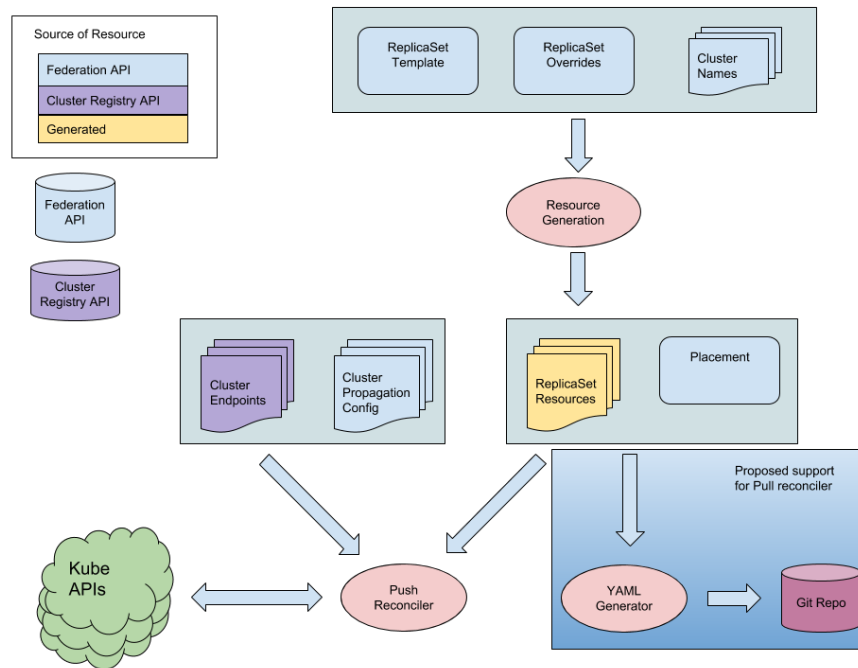 Source of Resource
Federation API
Cluster Registry API
Generated
Federation
API
Cluster
Registry API
ReplicaSet
Template
ReplicaSet
Overrides
Cluster
Names
Resource
Generation
Cluster
Endpoints
Cluster
Propagation
Config
ReplicaSet
Resources
Placement
Proposed support
for Pull reconciler
Kube
APIs
Push
Reconciler
YAML
Generator
Git Repo